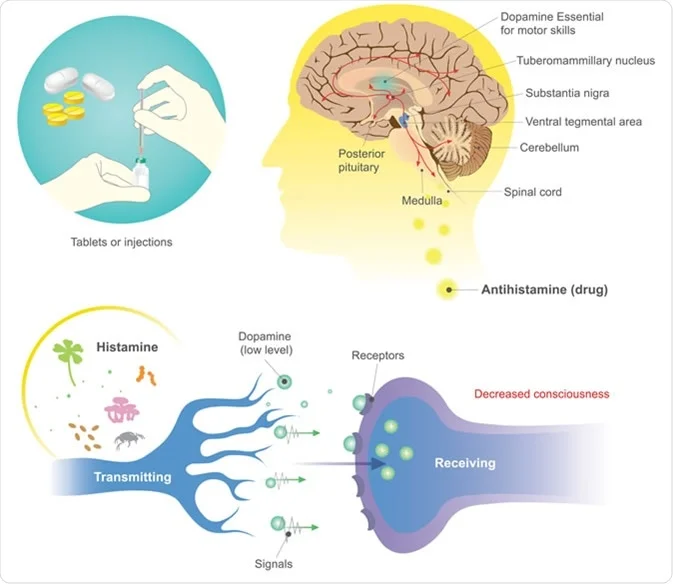 Dopamine Essential
for motor skills
Tuberomammillary nucleus
Substantia nigra
Ventral tegmental area
Cerebellum
Posterior
pituitary
Medulla
Spinal cord
Tablets or injections
Antihistamine (drug)
Histamine
Dopamine
(low level)
Receptors
Decreased consciousness
Transmitting
Receiving
Signals